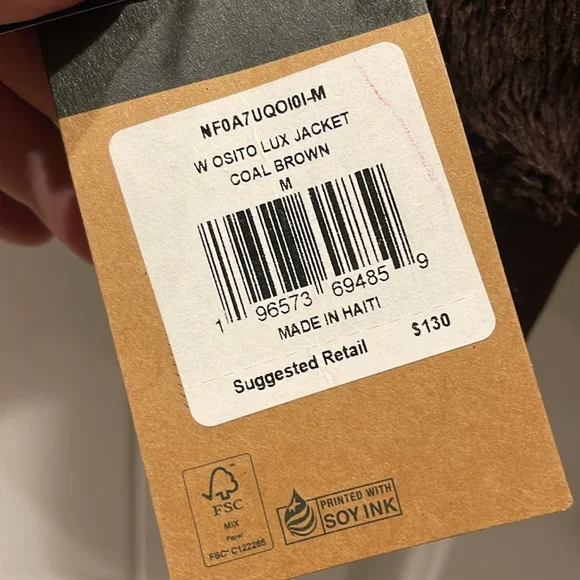 NF0A7UQOI0I-M
W OSITO LUX JACKET
COAL BROWN
M
1 96573 69485 9
MADE IN HAITI
Suggested Retail $130
FSC
MIX
Paper
FSC™ C122265
PRINTED WITH
SOY INK